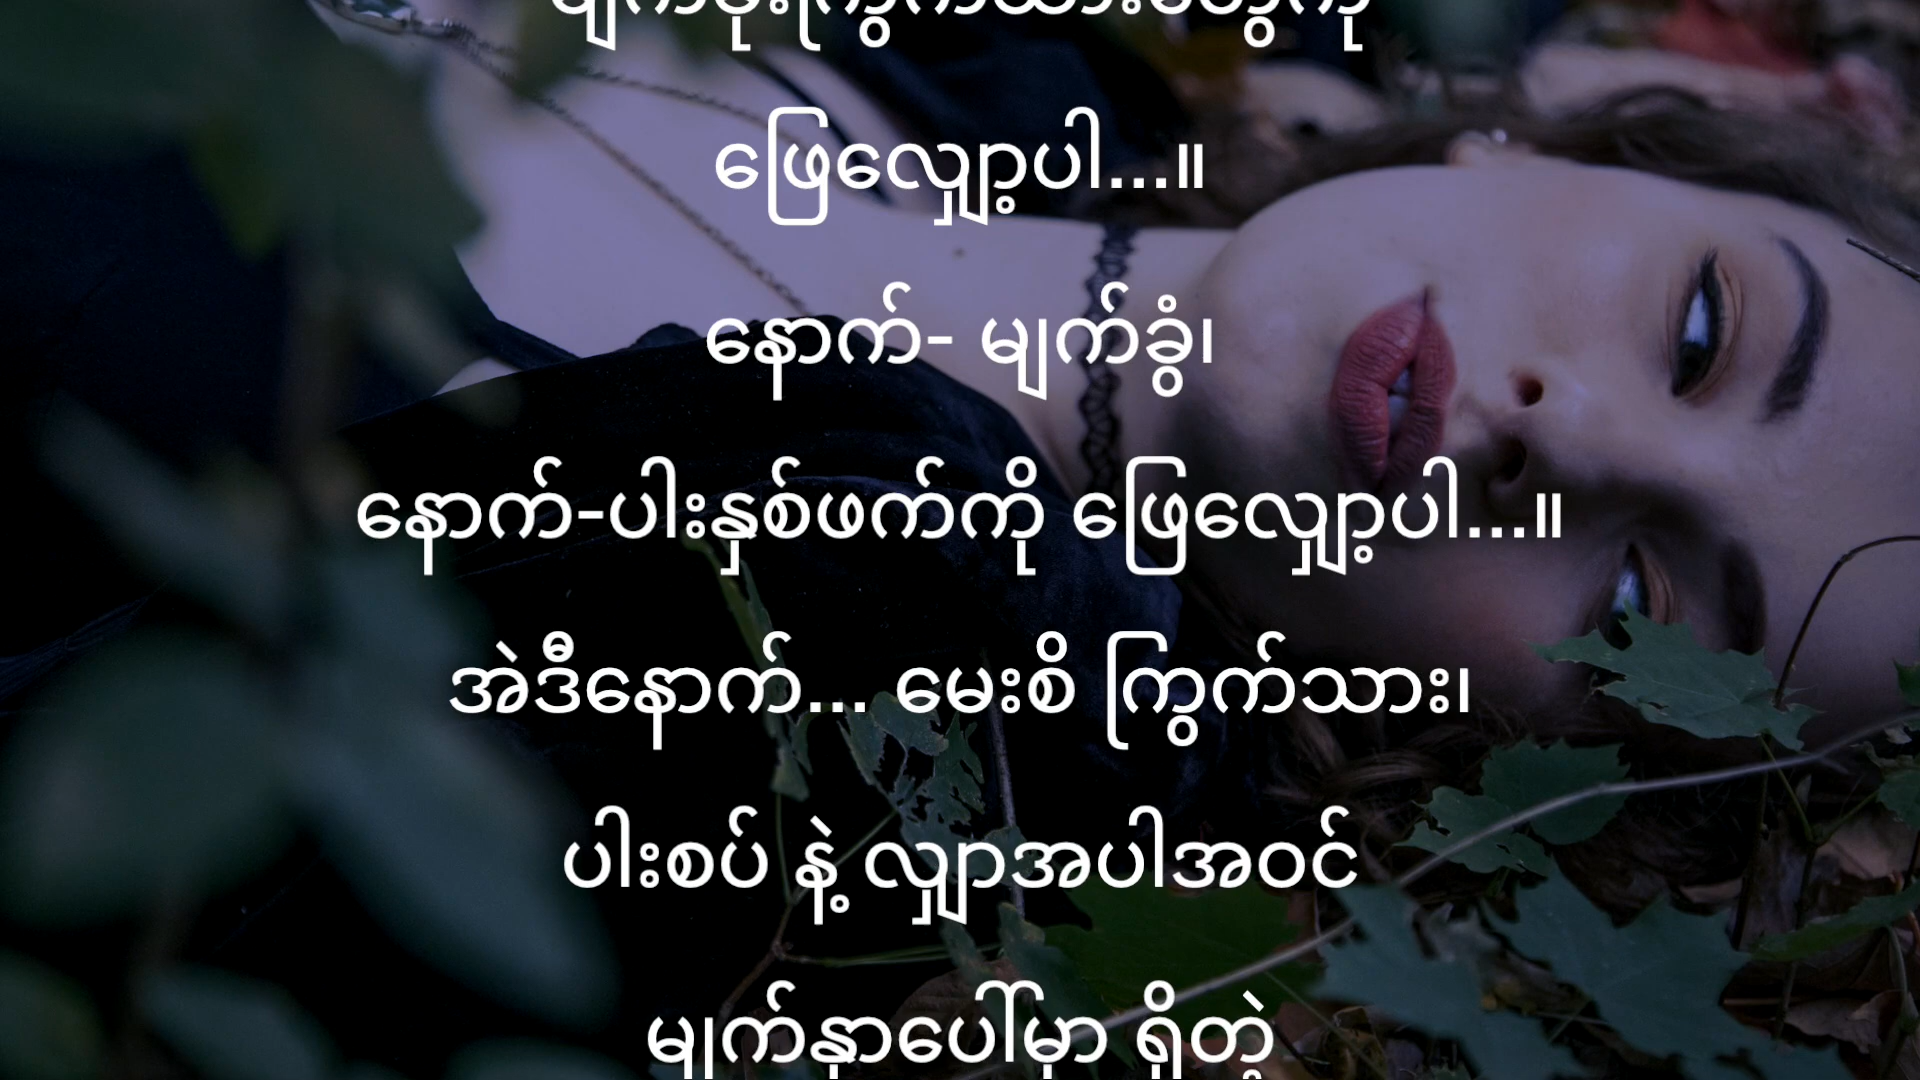 ဖြေလျှော့ပါ...။
နောက်- မျက်ခွံ၊
နောက်-ပါးနှစ်ဖက်ကို ဖြေလျှော့ပါ...။
အဲဒီနောက်... မေးစိ ကြွက်သား၊
ပါးစပ် နဲ့ လျှာအပါအဝင်
မျက်နှာပေါ်မှာ ရှိတဲ့